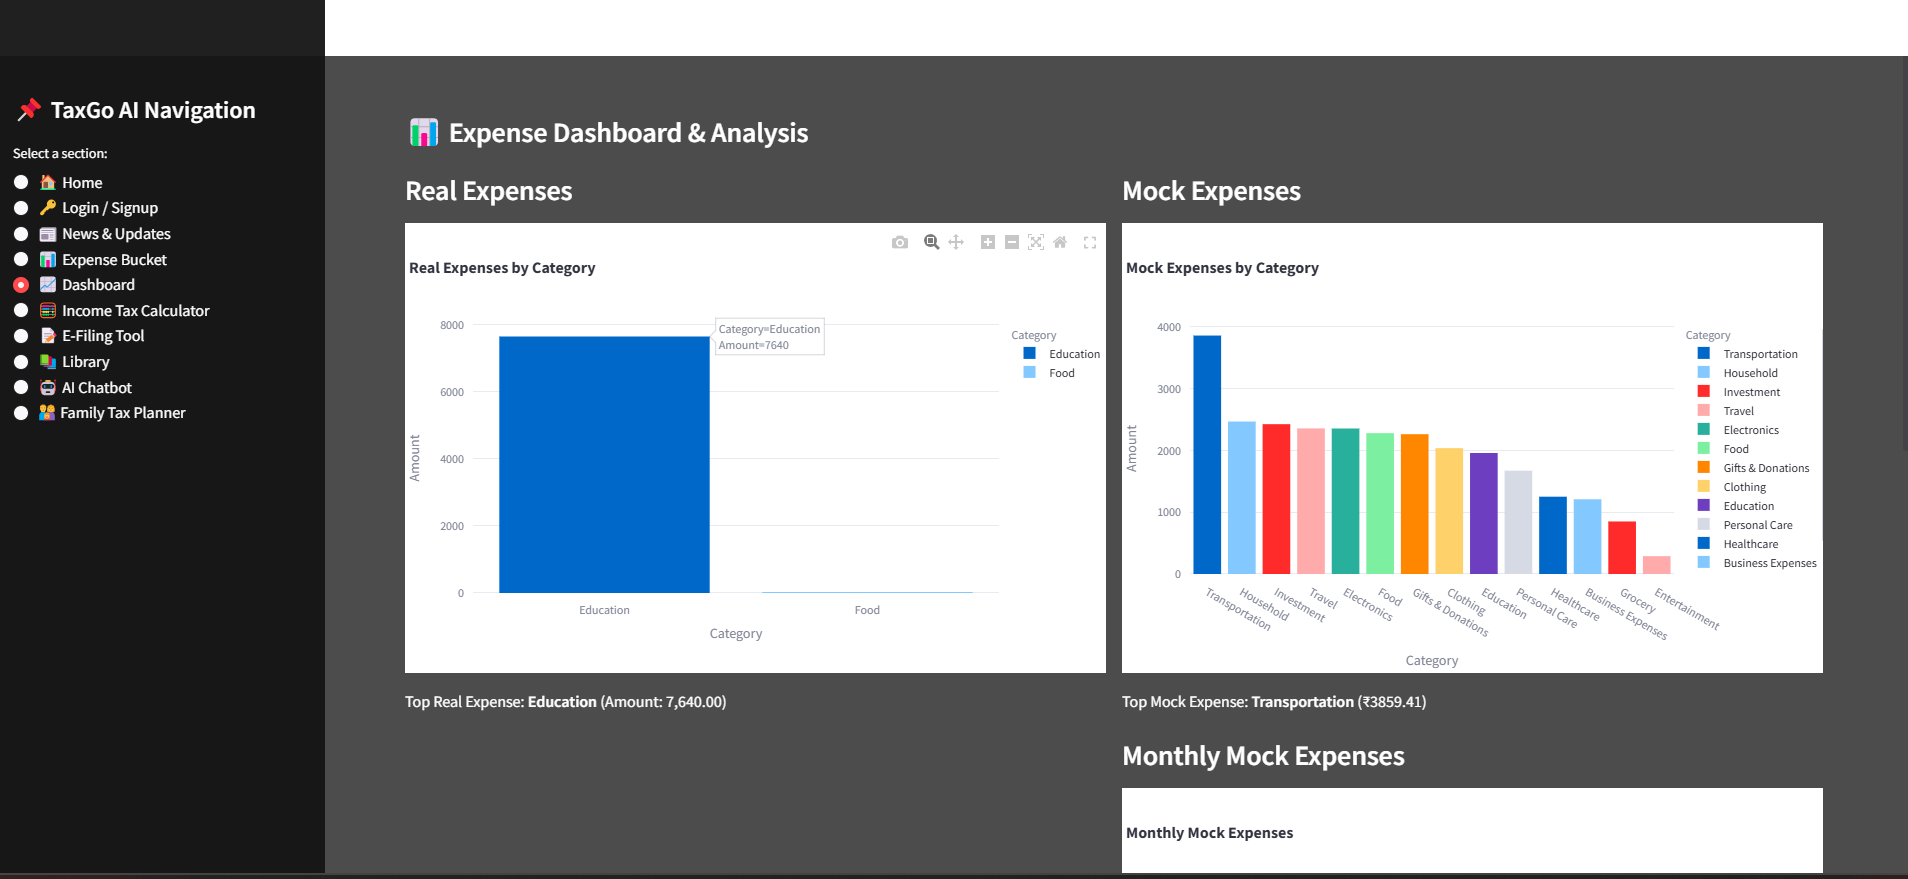 TaxGo AI Navigation
Select a section:
Home
Login / Signup
News & Updates
Expense Bucket
Dashboard
Income Tax Calculator
E-Filing Tool
Library
AI Chatbot
Family Tax Planner
Expense Dashboard & Analysis
Real Expenses
Real Expenses by Category
8000
6000
4000
2000
0
Amount
Category=Education
Amount=7640
Category
Education
Food
Education
Food
Category
Top Real Expense: Education (Amount: 7,640.00)
Mock Expenses
Mock Expenses by Category
4000
3000
2000
1000
0
Amount
Category
Transportation
Household
Investment
Travel
Electronics
Food
Gifts & Donations
Clothing
Education
Personal Care
Healthcare
Business Expenses
Transportation
Household
Investment
Travel
Electronics
Food
Gifts & Donations
Clothing
Education
Personal Care
Healthcare
Business Expenses
Grocery
Entertainment
Category
Top Mock Expense: Transportation (₹3859.41)
Monthly Mock Expenses
Monthly Mock Expenses